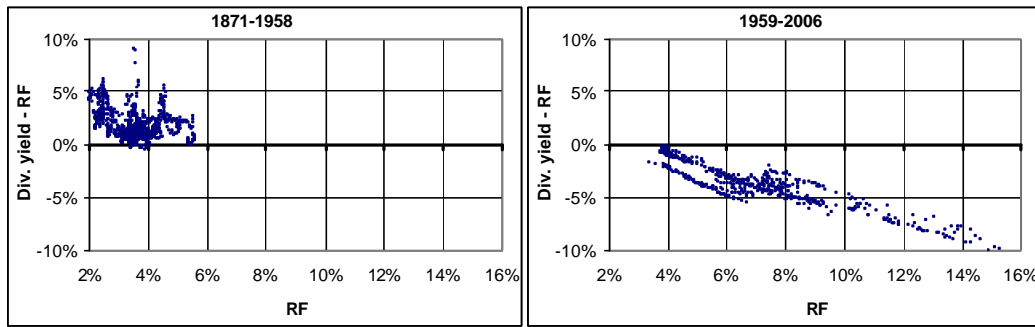 1871-1958
10%
5%
0%
-5%
-10%
Div. yield - RF
2% 4% 6% 8% 10% 12% 14% 16%
RF
1959-2006
10%
5%
0%
-5%
-10%
Div. yield - RF
2% 4% 6% 8% 10% 12% 14% 16%
RF